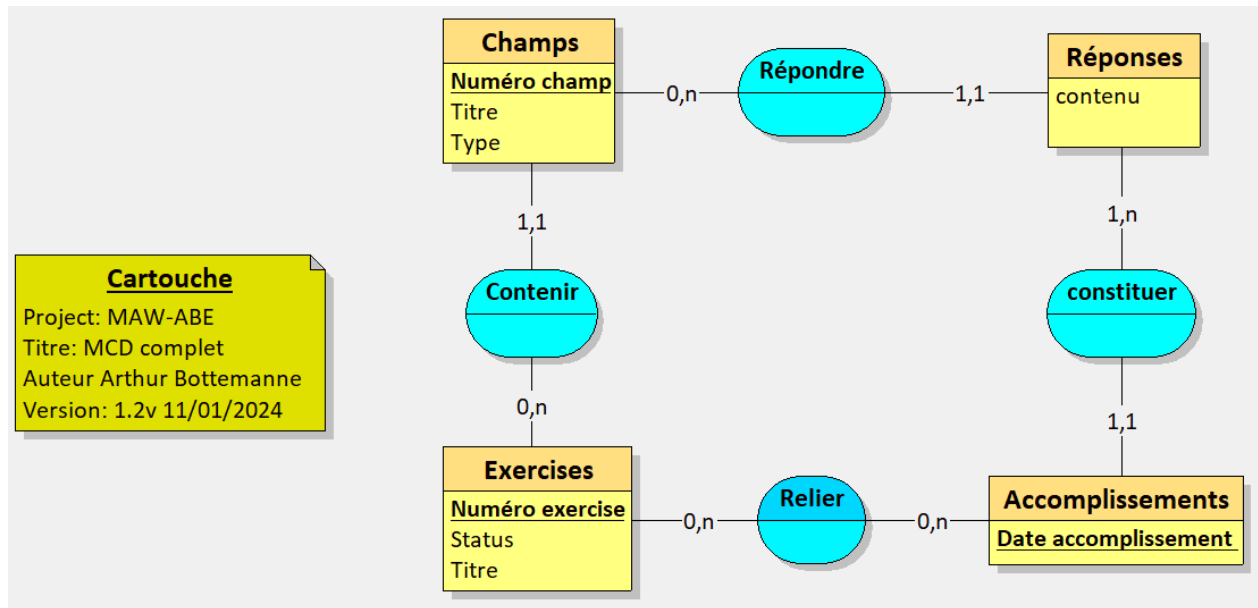 Champs
Numéro champ
Titre
Type
0,n
Répondre
1,1
Réponses
contenu
1,1
Contenir
0,n
1,n
constituer
1,1
Cartouche
Project: MAW-ABE
Titre: MCD complet
Auteur Arthur Bottemanne
Version: 1.2v 11/01/2024
Exercises
Numéro exercise
Status
Titre
0,n
Relier
0,n
Accomplissements
Date accomplissement